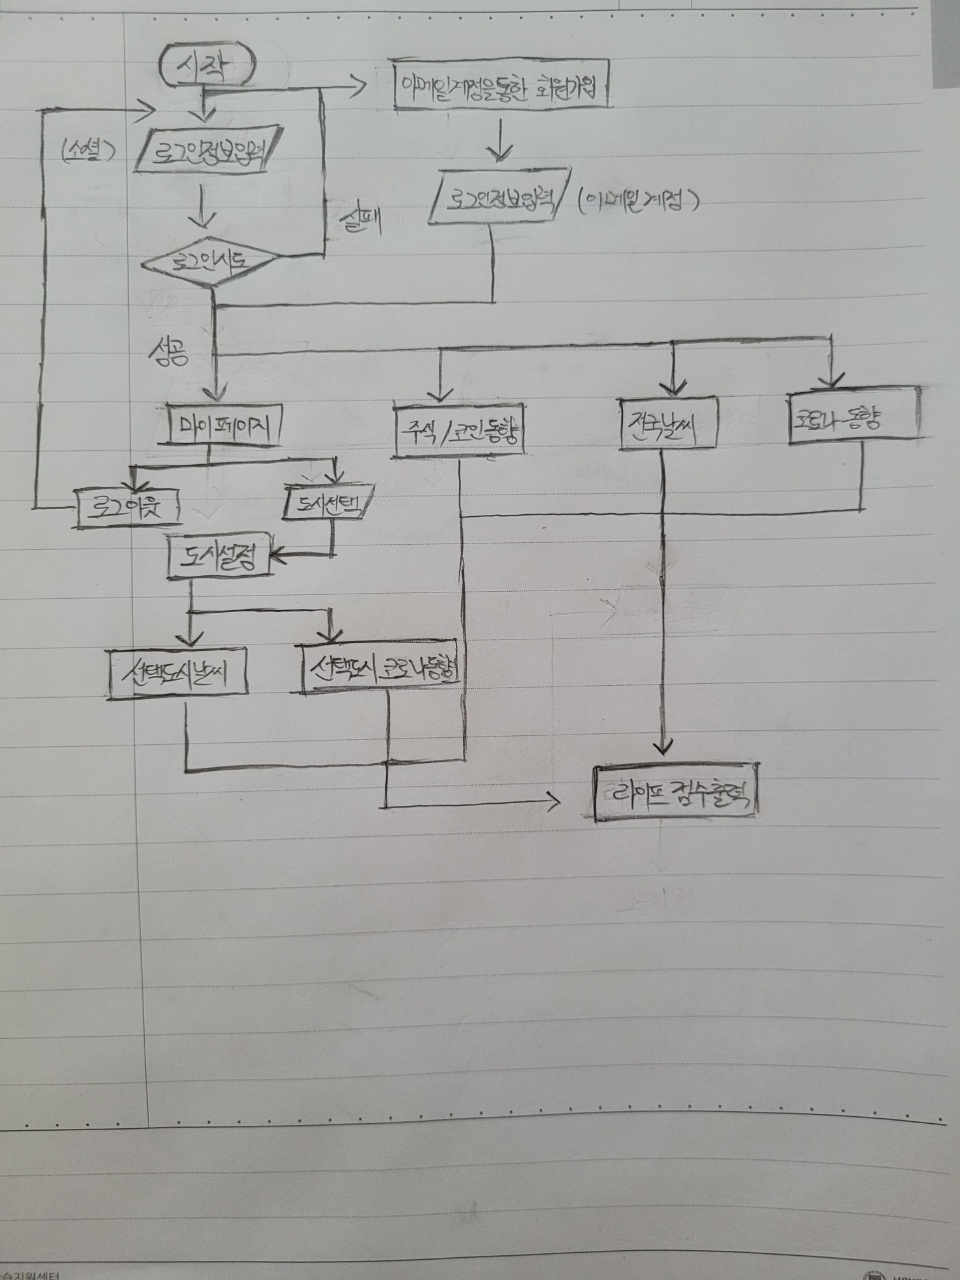 시작
이메일계정을통한 회원가입
(소셜)
로그인정보입력
로그인정보입력
(이메일계정)
실패
로그인시도
성공
마이페이지
주식/코인동향
전국날씨
코로나동향
로그아웃
도시선택
도시설정
선택도시날씨
선택도시 코로나동향
라이프 점수출력
습지원센터